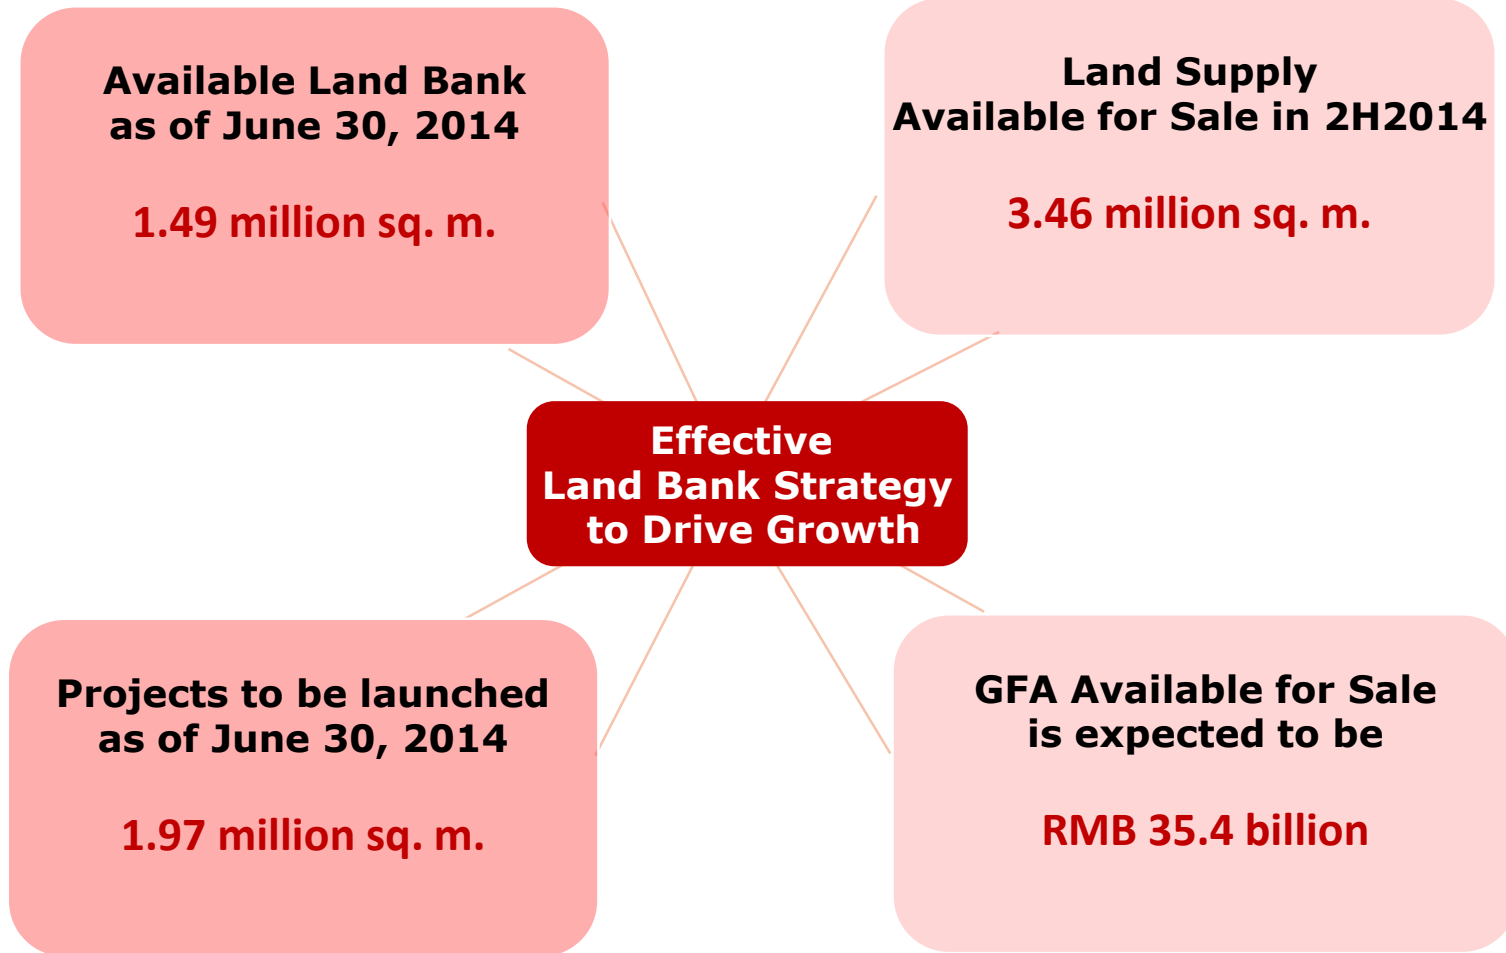 Available Land Bank
as of June 30, 2014
1.49 million sq. m.
Land Supply
Available for Sale in 2H2014
3.46 million sq. m.
Effective
Land Bank Strategy
to Drive Growth
Projects to be launched
as of June 30, 2014
1.97 million sq. m.
GFA Available for Sale
is expected to be
RMB 35.4 billion